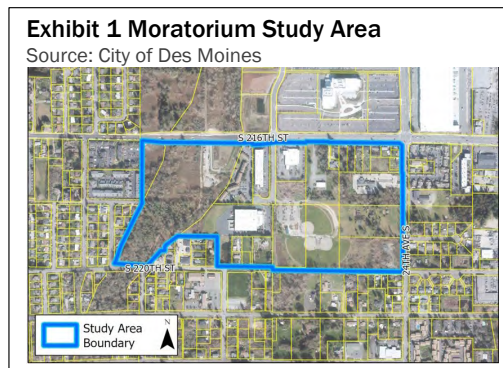 Exhibit 1 Moratorium Study Area
Source: City of Des Moines
S 216TH ST
24TH AVE S
S 220TH ST
Study Area
Boundary
N